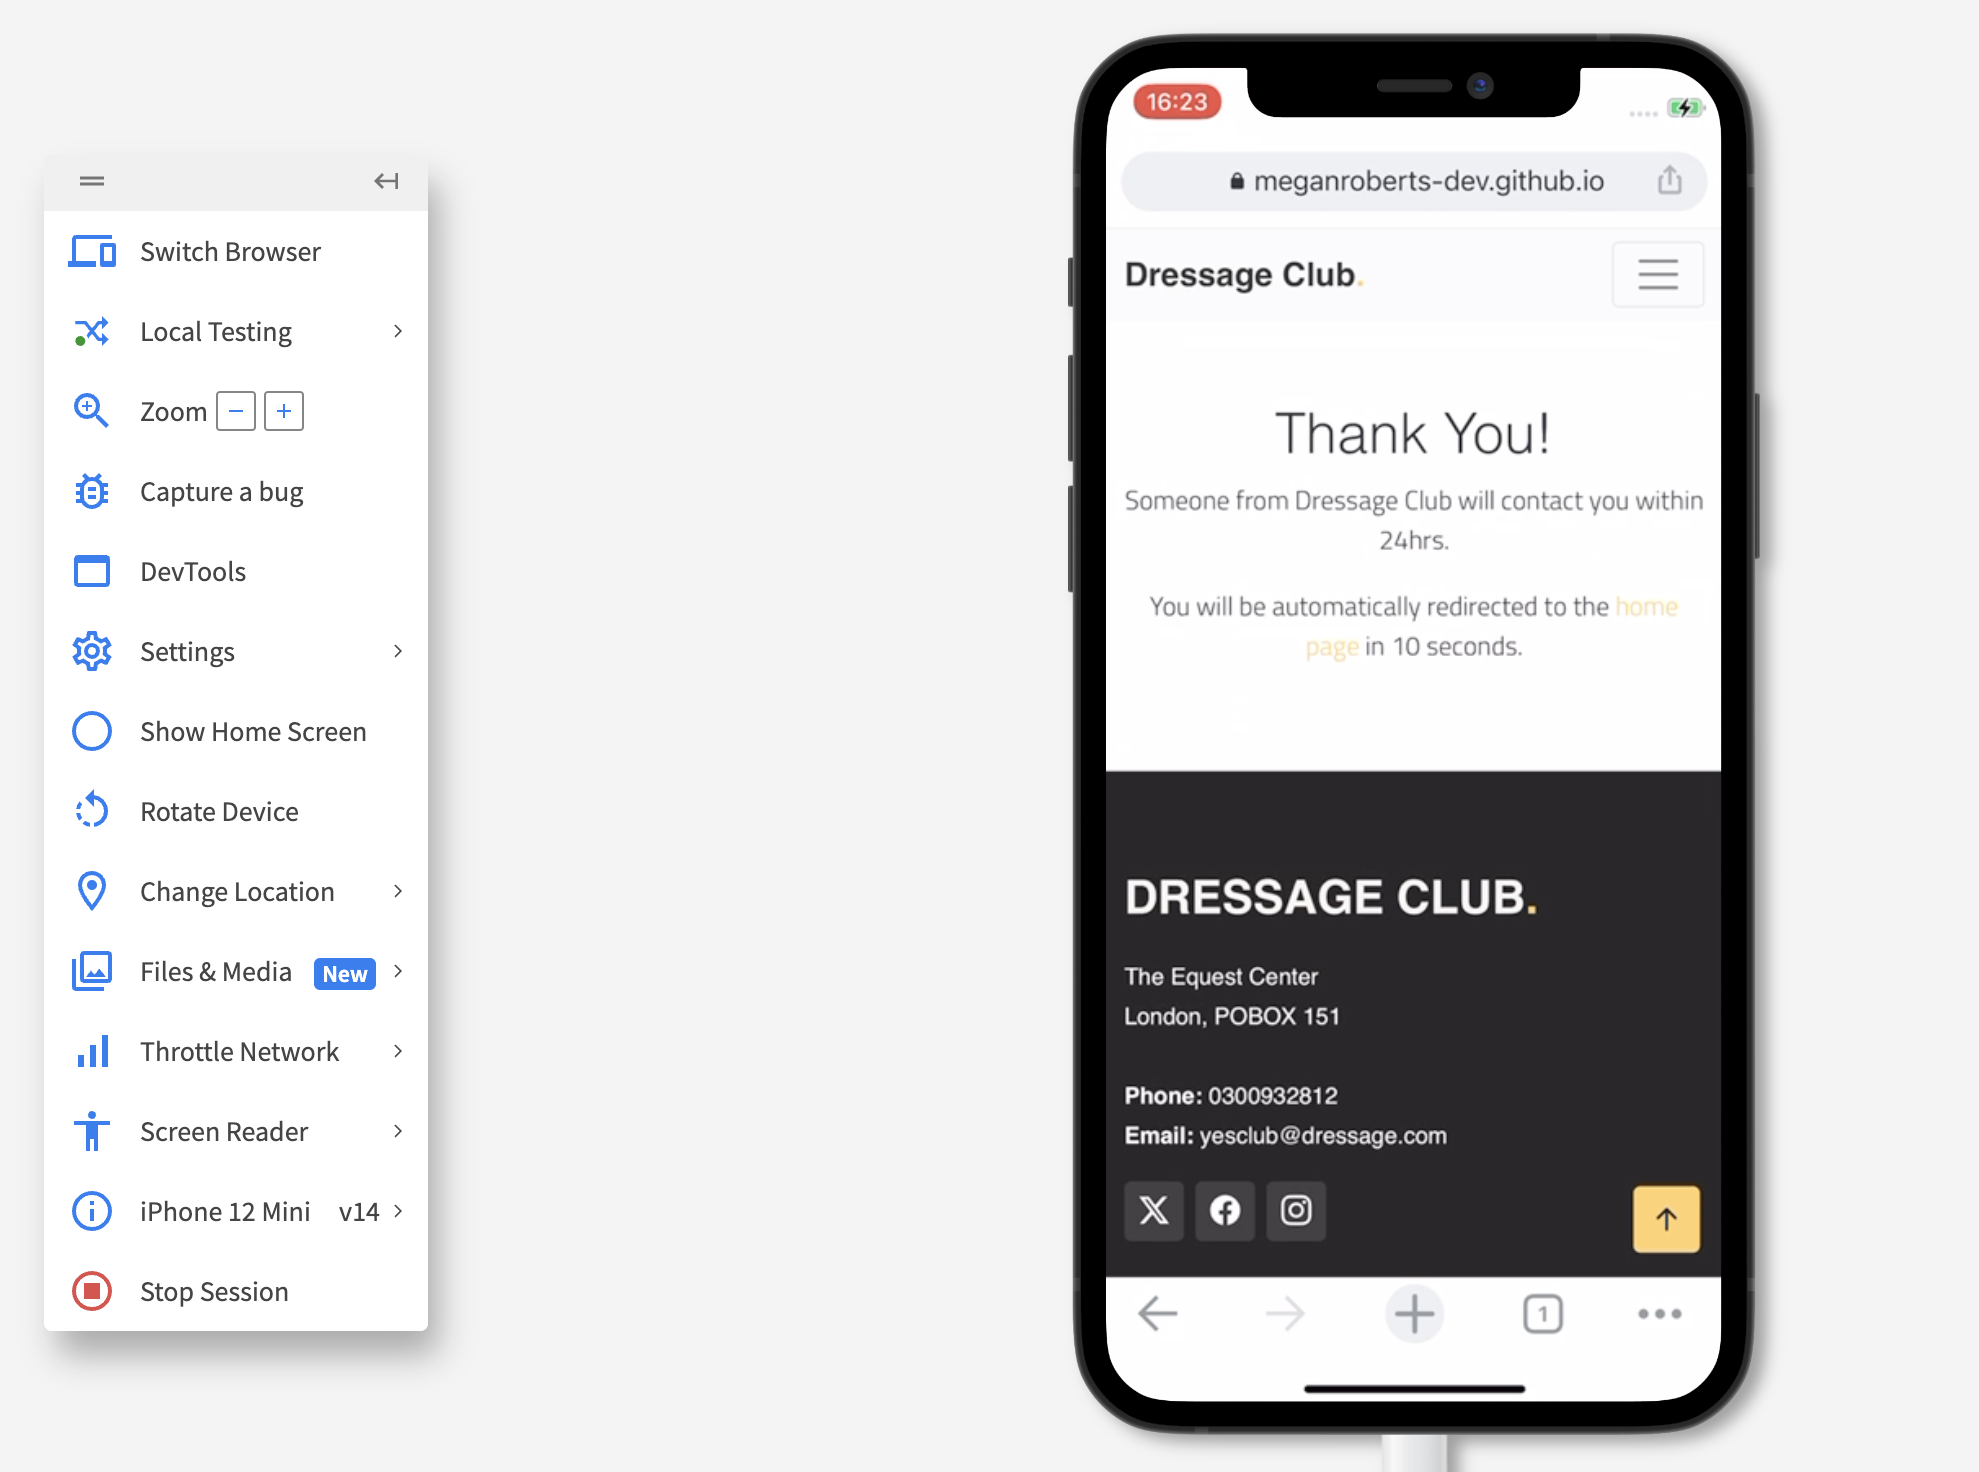 Switch Browser
Local Testing
Zoom
Capture a bug
DevTools
Settings
Show Home Screen
Rotate Device
Change Location
Files & Media New
Throttle Network
Screen Reader
iPhone 12 Mini v14
Stop Session
16:23
meganroberts-dev.github.io
Dressage Club.
Thank You!
Someone from Dressage Club will contact you within
24hrs.
You will be automatically redirected to the home
page in 10 seconds.
DRESSAGE CLUB.
The Equest Center
London, POBOX 151
Phone: 0300932812
Email: yesclub@dressage.com
1